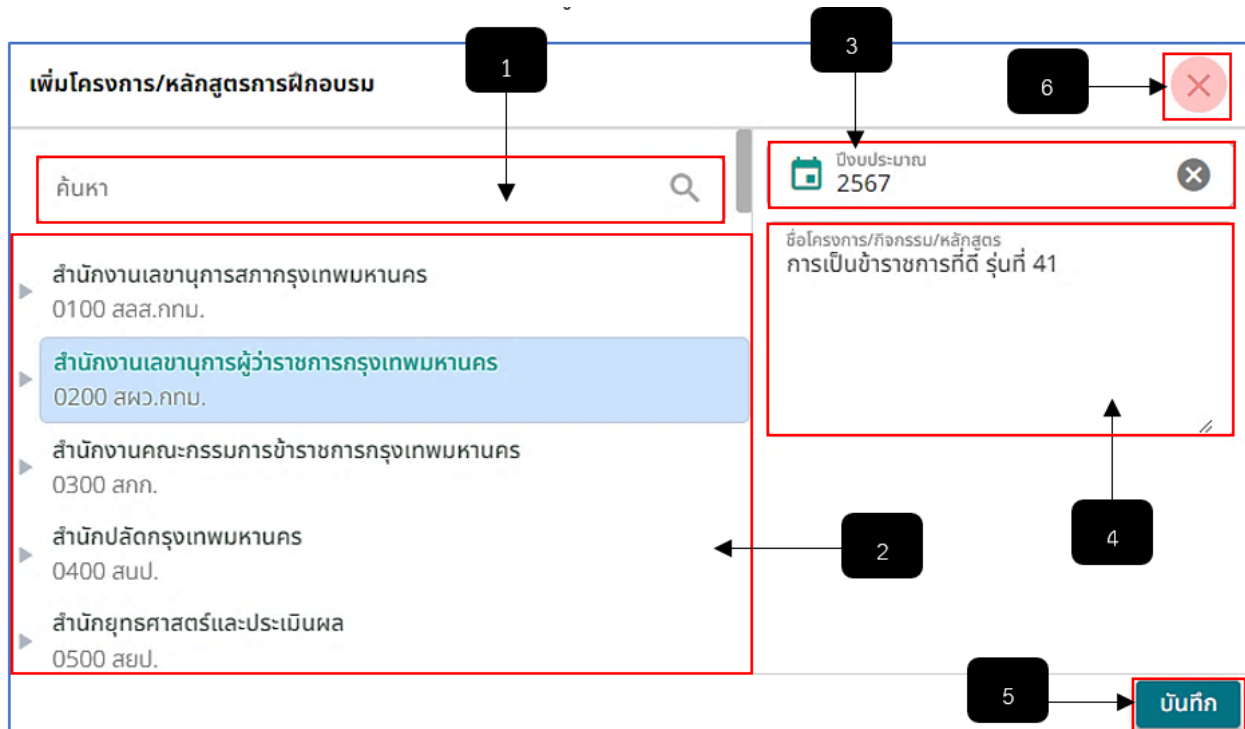 1
3
6
เพิ่มโครงการ/หลักสูตรการฝึกอบรม
ค้นหา
ปีงบประมาณ
2567
ชื่อโครงการ/กิจกรรม/หลักสูตร
การเป็นข้าราชการที่ดี รุ่นที่ 41
สำนักงานเลขานุการสภากรุงเทพมหานคร
0100 สลส.กทม.
สำนักงานเลขานุการผู้ว่าราชการกรุงเทพมหานคร
0200 สผว.กทม.
สำนักงานคณะกรรมการข้าราชการกรุงเทพมหานคร
0300 สกก.
สำนักปลัดกรุงเทพมหานคร
0400 สนป.
สำนักยุทธศาสตร์และประเมินผล
0500 สยป.
2
4
5
บันทึก